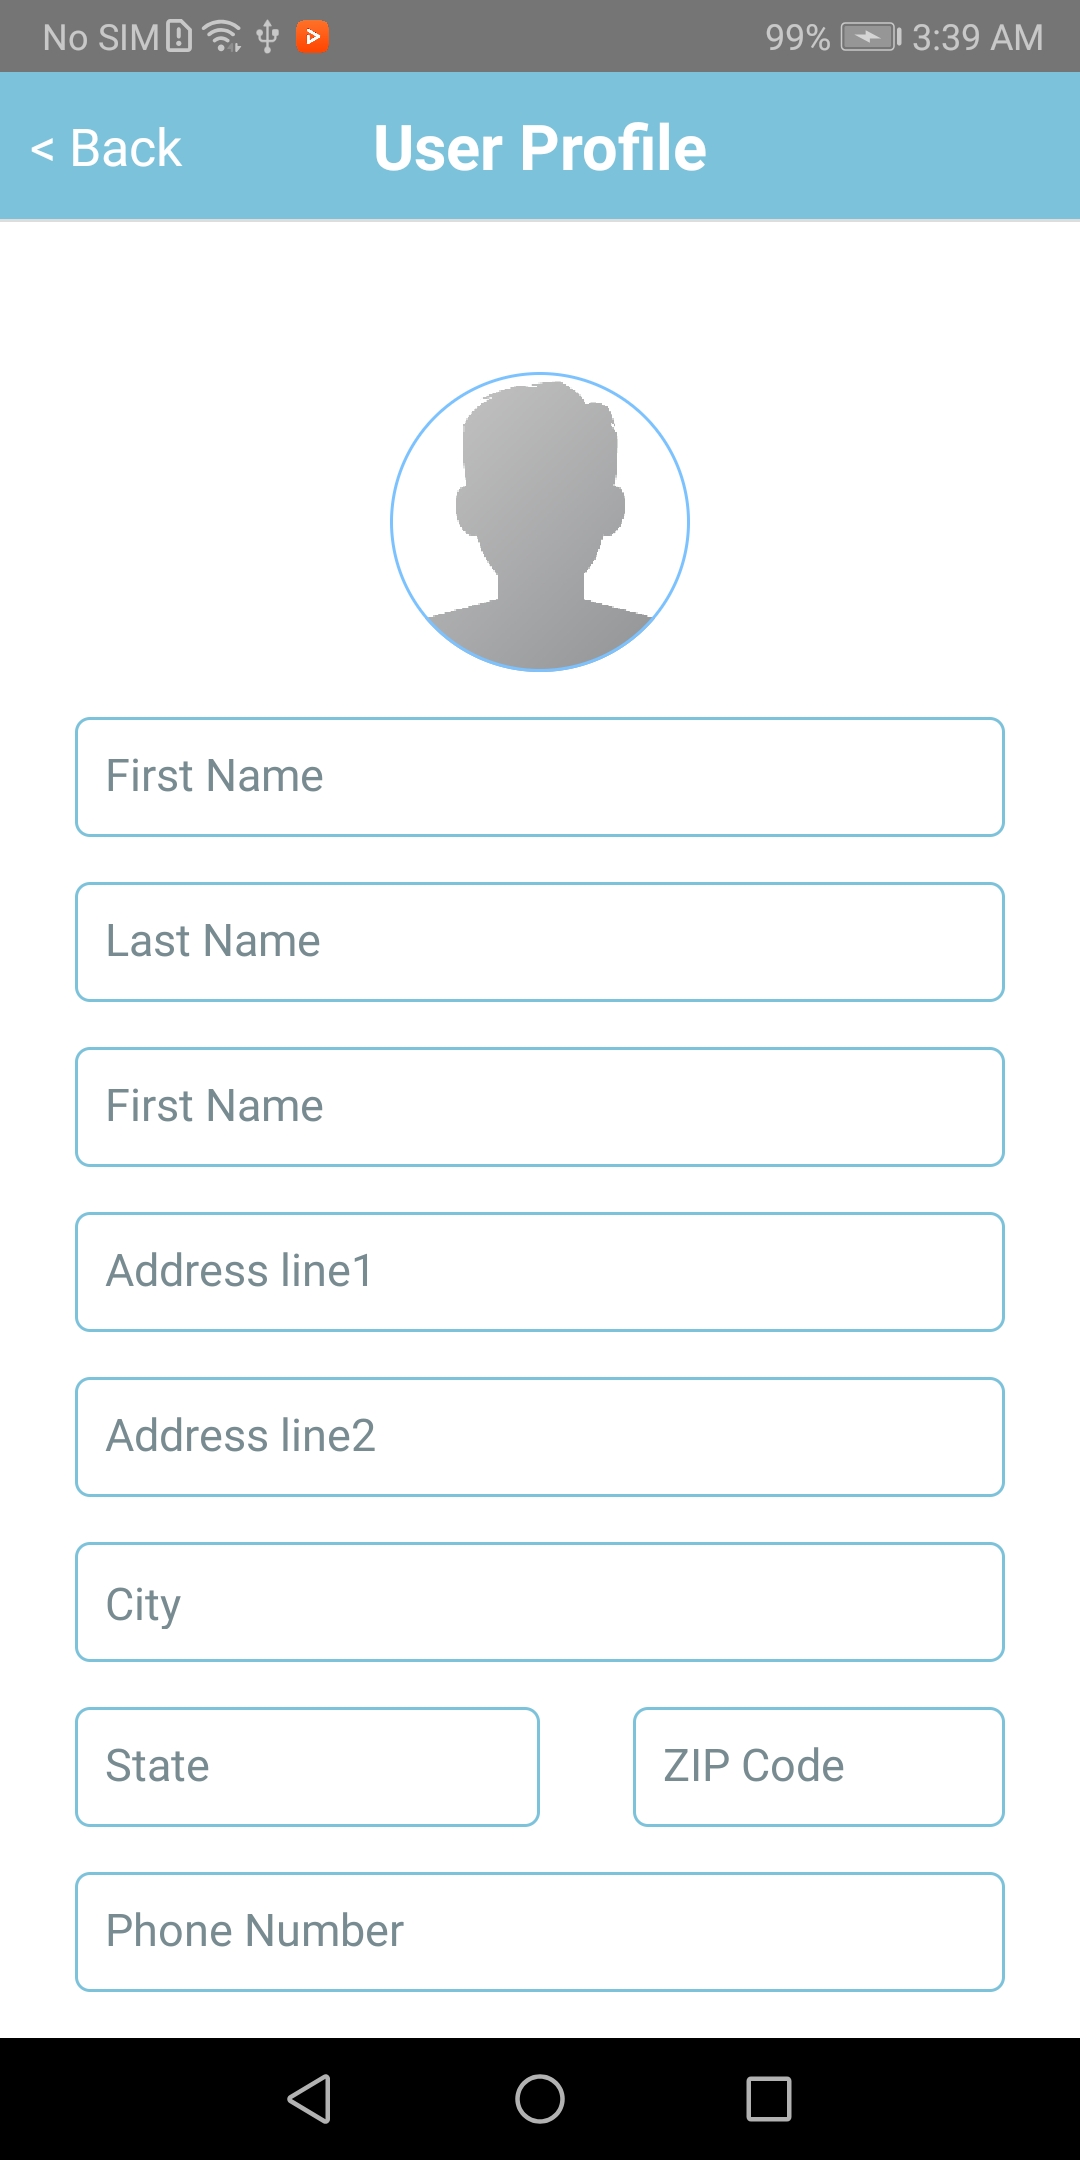 No SIM 99% 3:39 AM
< Back User Profile
First Name
Last Name
First Name
Address line1
Address line2
City
State ZIP Code
Phone Number